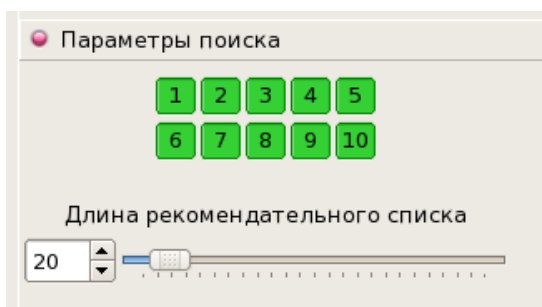 Параметры поиска
1 2 3 4 5
6 7 8 9 10
Длина рекомендательного списка
20